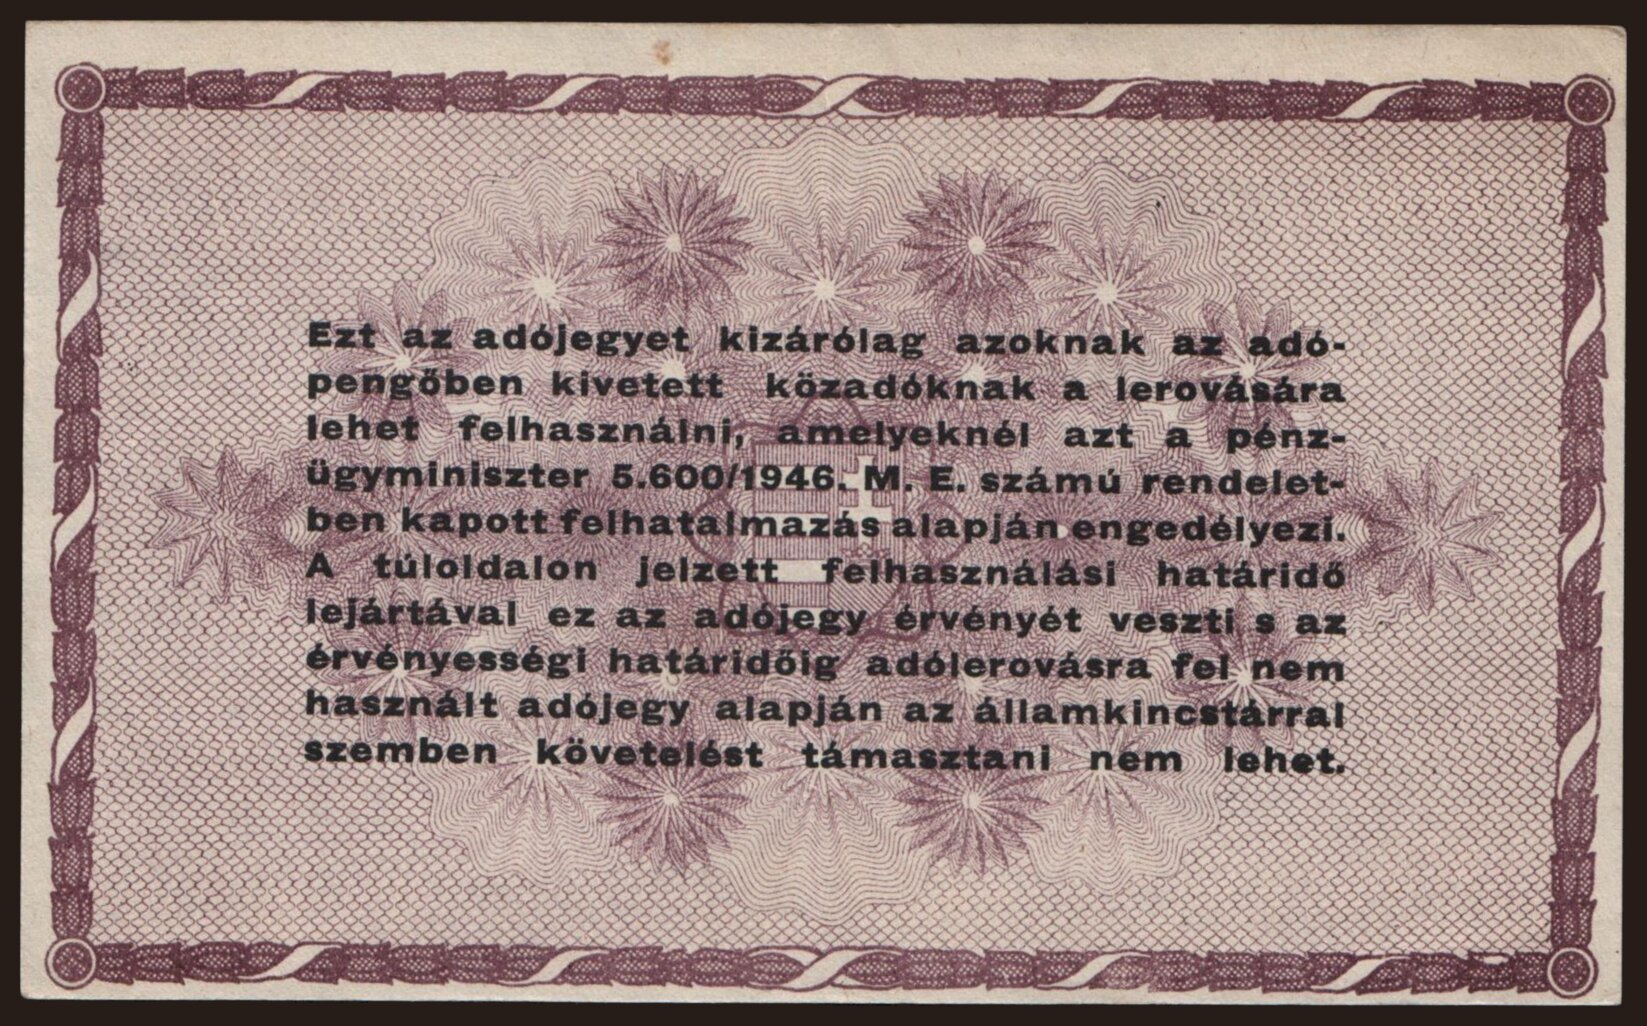 Ezt az adójegyet kizárólag azoknak az adó-
pengőben kivetett közadóknak a lerovására
lehet felhasználni, amelyeknél azt a pénz-
ügyminiszter 5.600/1946. M. E. számú rendelet-
ben kapott felhatalmazás alapján engedélyezi.
A túloldalon jelzett felhasználási határidő
lejártával ez az adójegy érvényét veszti s az
érvényességi határidőig adólerovásra fel nem
használt adójegy alapján az államkincstárral
szemben követelést támasztani nem lehet.